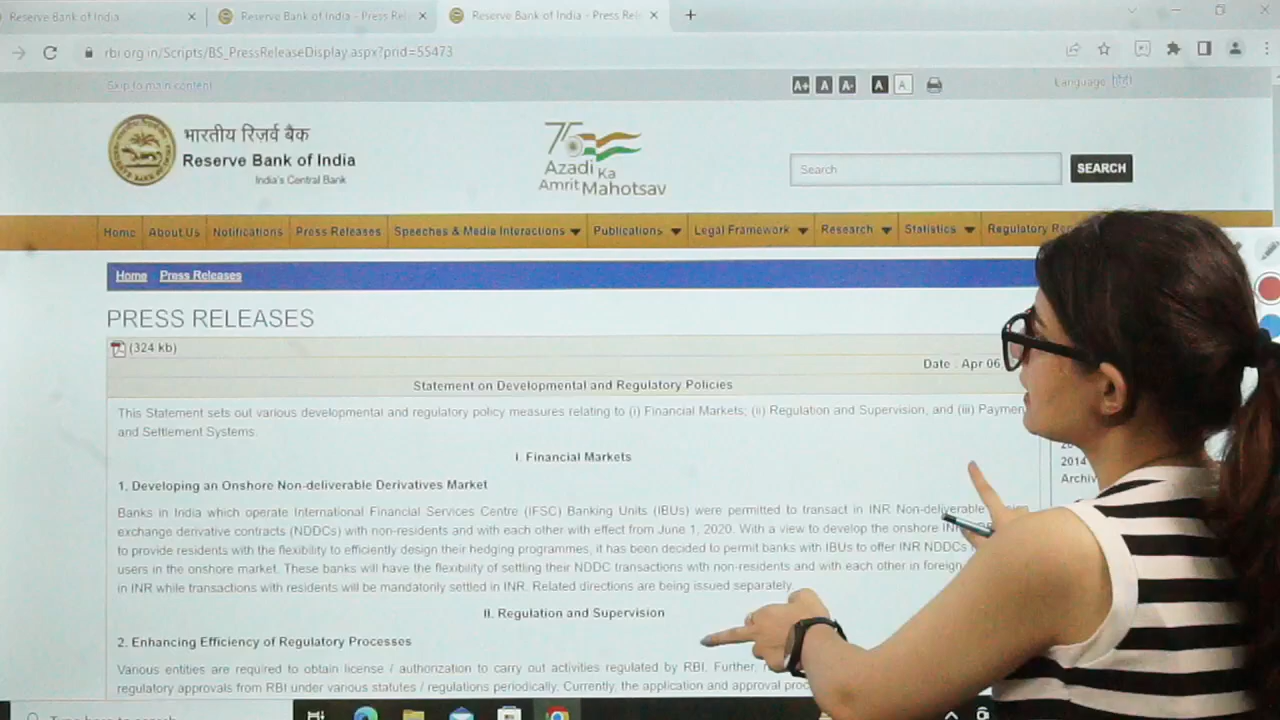 Reserve Bank of India
Reserve Bank of India - Press Rel
Reserve Bank of India - Press Rel
rbi.org.in/Scripts/BS_PressReleaseDisplay.aspx?prid=55473
Skip to main content
A+ A A- A A
Language हिंदी
भारतीय रिज़र्व बैंक
Reserve Bank of India
India's Central Bank
75
Azadi Ka
Amrit Mahotsav
Search
SEARCH
Home About Us Notifications Press Releases Speeches & Media Interactions Publications Legal Framework Research Statistics Regulatory
Home Press Releases
PRESS RELEASES
(324 kb)
Date : Apr 06
Statement on Developmental and Regulatory Policies
This Statement sets out various developmental and regulatory policy measures relating to (i) Financial Markets; (ii) Regulation and Supervision, and (iii) Paymen
and Settlement Systems.
I. Financial Markets
2014
Archiv
1. Developing an Onshore Non-deliverable Derivatives Market
Banks in India which operate International Financial Services Centre (IFSC) Banking Units (IBUs) were permitted to transact in INR Non-deliverable
exchange derivative contracts (NDDCs) with non-residents and with each other with effect from June 1, 2020. With a view to develop the onshore INR
to provide residents with the flexibility to efficiently design their hedging programmes, it has been decided to permit banks with IBUs to offer INR NDDCs
users in the onshore market. These banks will have the flexibility of settling their NDDC transactions with non-residents and with each other in foreign
in INR while transactions with residents will be mandatorily settled in INR. Related directions are being issued separately.
II. Regulation and Supervision
2. Enhancing Efficiency of Regulatory Processes
Various entities are required to obtain license / authorization to carry out activities regulated by RBI. Further,
regulatory approvals from RBI under various statutes / regulations periodically. Currently, the application and approval proc
Type here to search